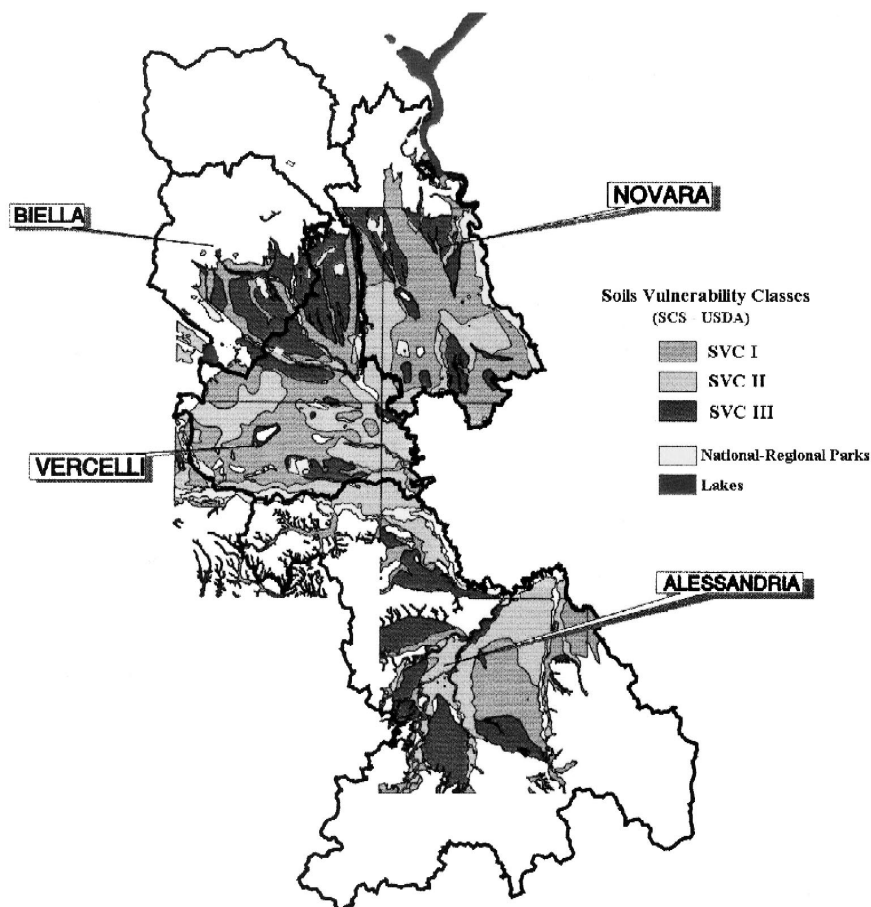 BIELLA
NOVARA
Soils Vulnerability Classes
(SCS - USDA)
SVC I
SVC II
SVC III
National-Regional Parks
Lakes
VERCELLI
ALESSANDRIA